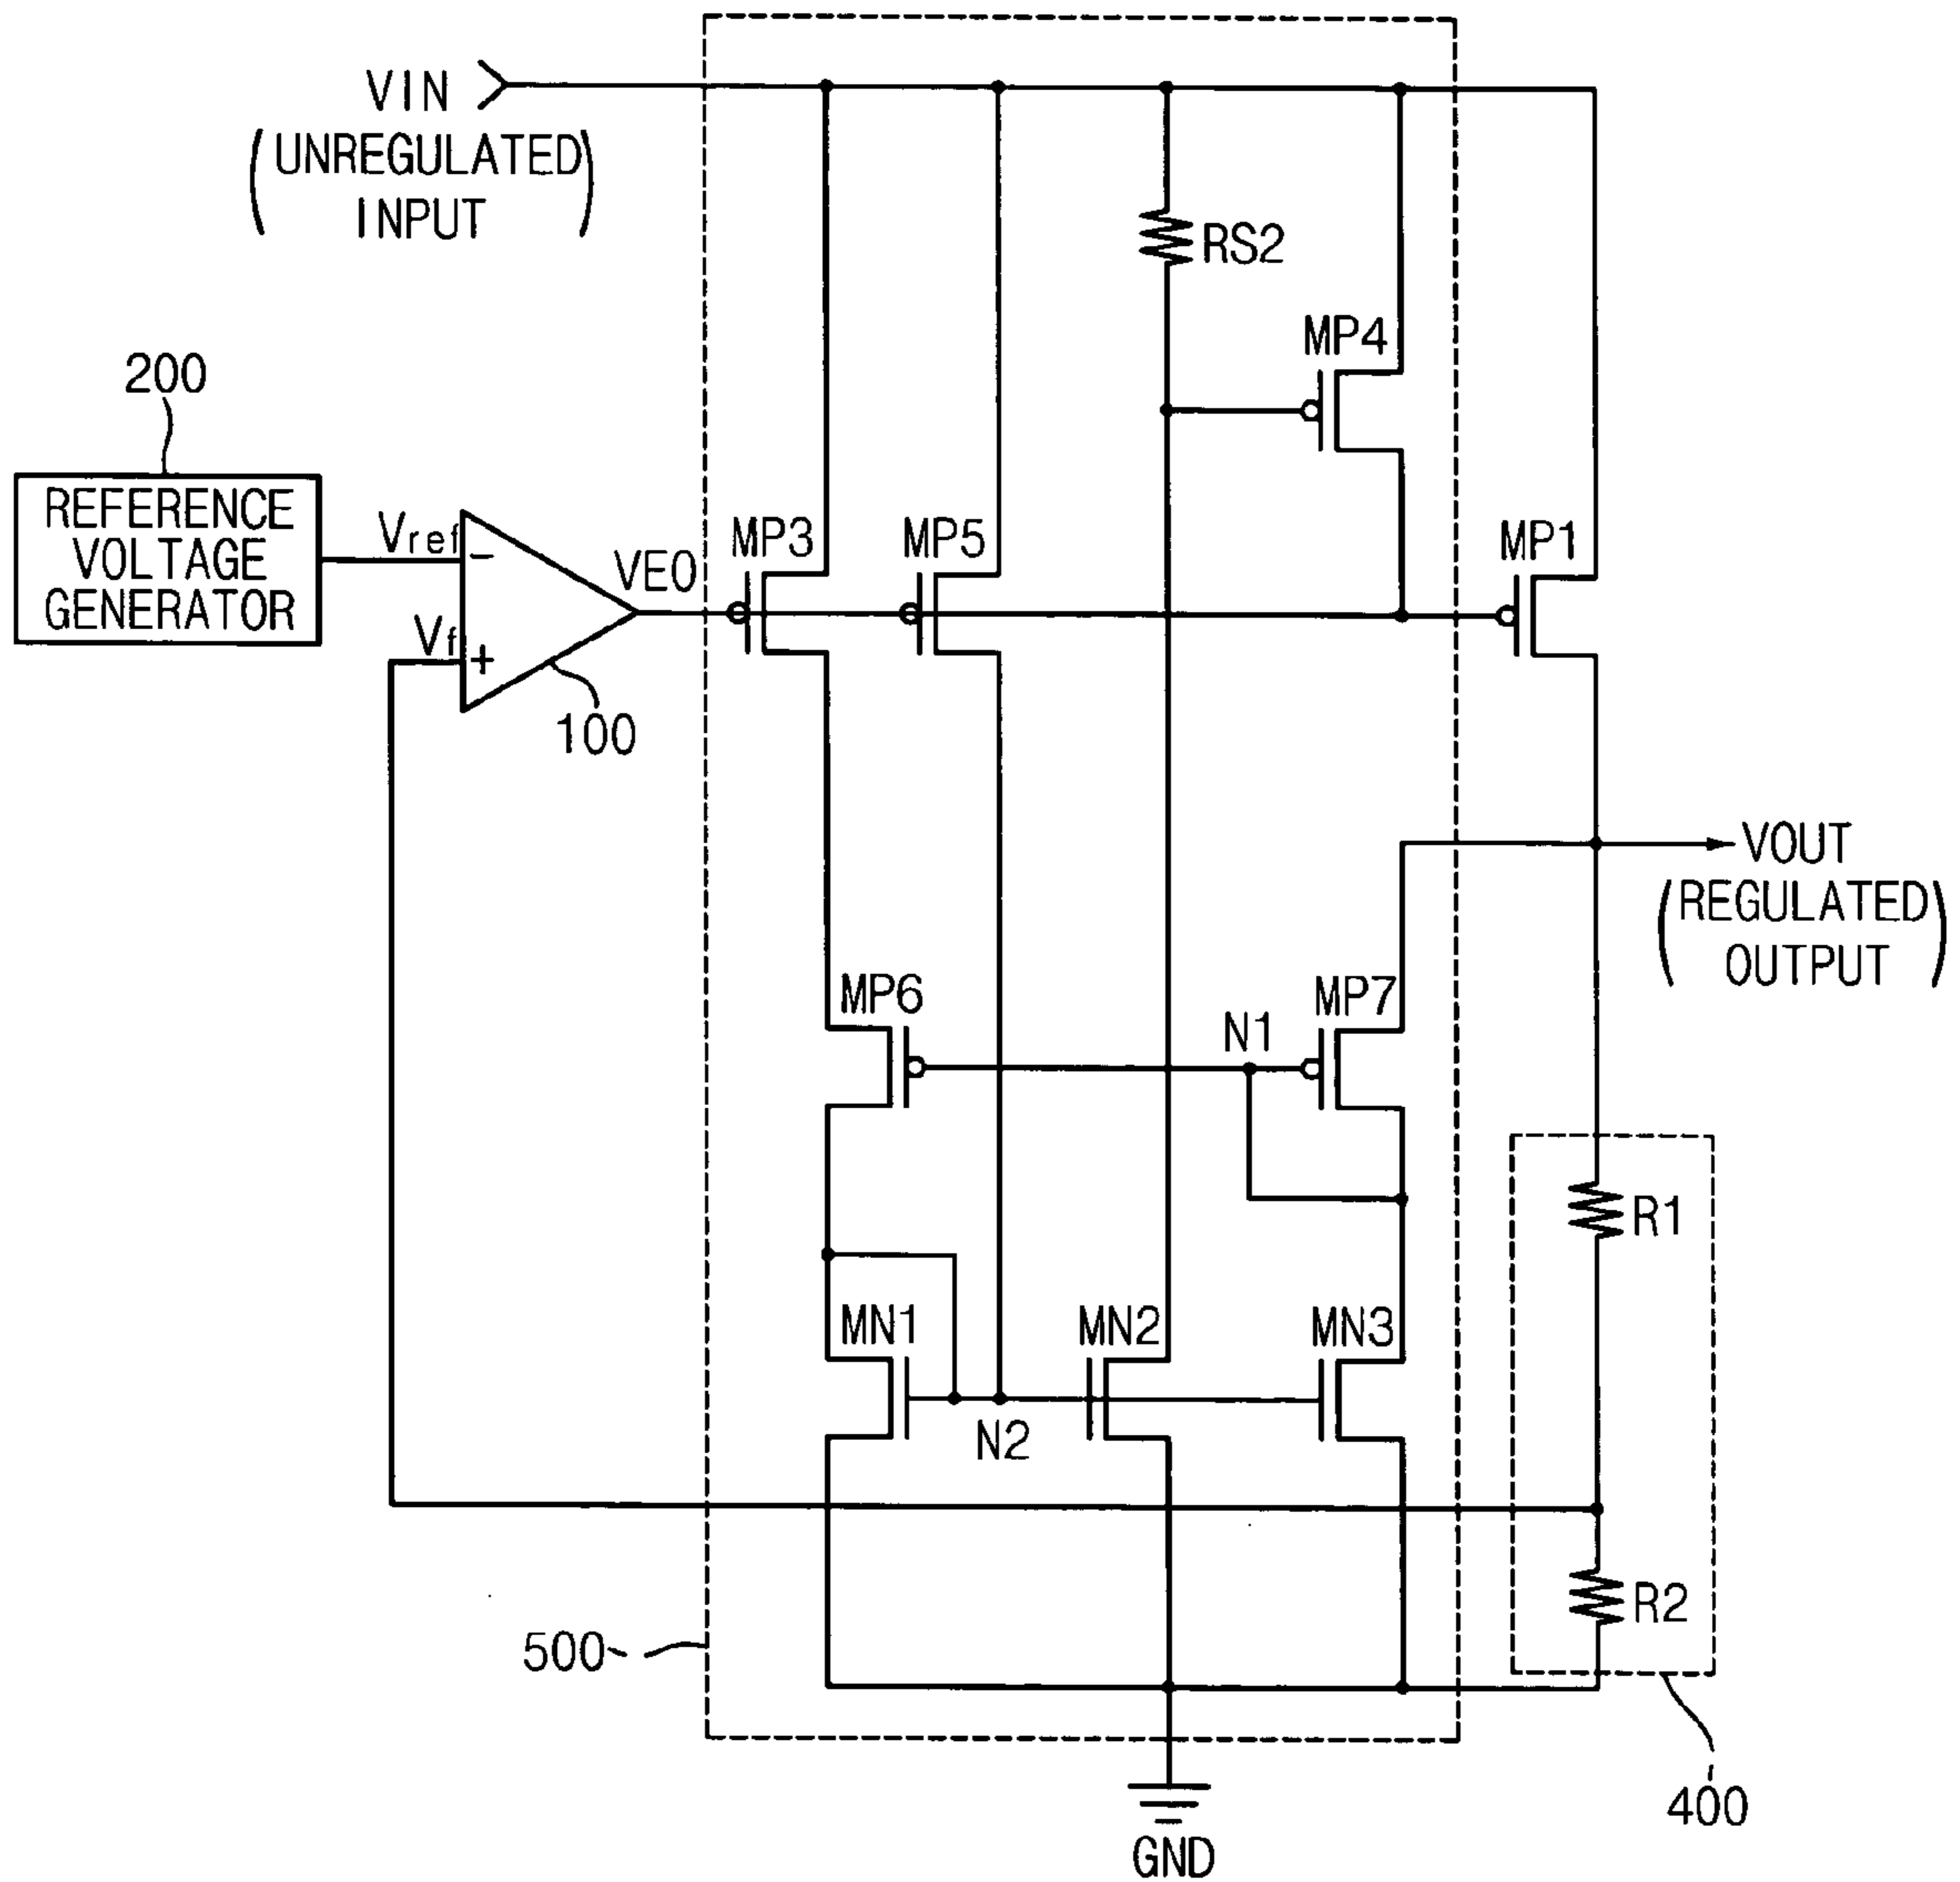 VIN
(UNREGULATED
INPUT)
RS2
MP4
200
REFERENCE
VOLTAGE
GENERATOR
Vref
-
Vf
+
VEO
100
MP3
MP5
MP1
VOUT
(REGULATED
OUTPUT)
MP6
N1
MP7
R1
MN1
MN2
MN3
N2
R2
500
400
GND